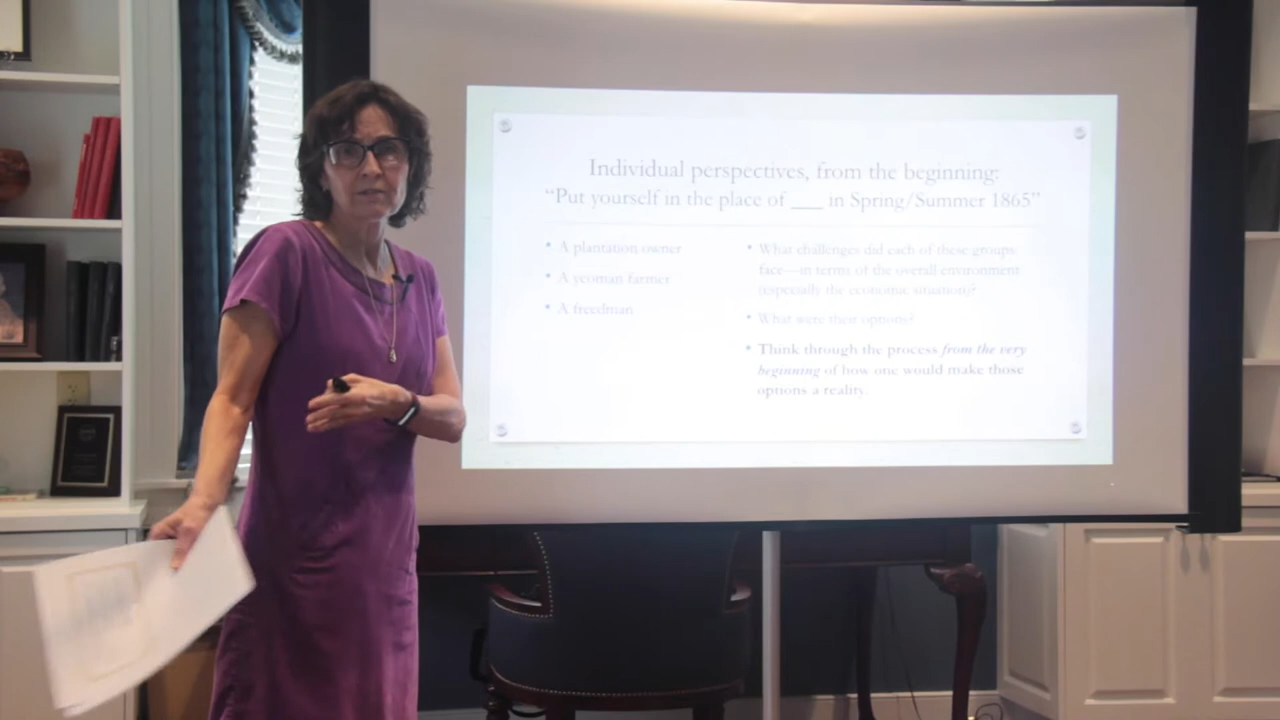 Individual perspectives, from the beginning:
“Put yourself in the place of ___ in Spring/Summer 1865”
• A plantation owner
• A yeoman farmer
• A freedman
• What challenges did each of these groups
face—in terms of the overall environment
(especially the economic situation)?
• What were their options?
• Think through the process from the very
beginning of how one would make those
options a reality.